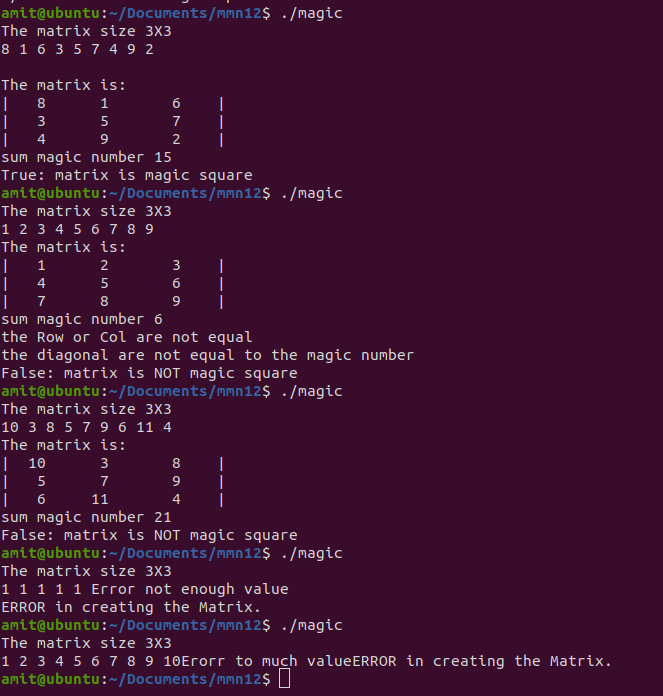 amit@ubuntu:~/Documents/mmn12$ ./magic
The matrix size 3X3
8 1 6 3 5 7 4 9 2
The matrix is:
| 8 1 6 |
| 3 5 7 |
| 4 9 2 |
sum magic number 15
True: matrix is magic square
amit@ubuntu:~/Documents/mmn12$ ./magic
The matrix size 3X3
1 2 3 4 5 6 7 8 9
The matrix is:
| 1 2 3 |
| 4 5 6 |
| 7 8 9 |
sum magic number 6
the Row or Col are not equal
the diagonal are not equal to the magic number
False: matrix is NOT magic square
amit@ubuntu:~/Documents/mmn12$ ./magic
The matrix size 3X3
10 3 8 5 7 9 6 11 4
The matrix is:
| 10 3 8 |
| 5 7 9 |
| 6 11 4 |
sum magic number 21
False: matrix is NOT magic square
amit@ubuntu:~/Documents/mmn12$ ./magic
The matrix size 3X3
1 1 1 1 1 Error not enough value
ERROR in creating the Matrix.
amit@ubuntu:~/Documents/mmn12$ ./magic
The matrix size 3X3
1 2 3 4 5 6 7 8 9 10Erorr to much valueERROR in creating the Matrix.
amit@ubuntu:~/Documents/mmn12$